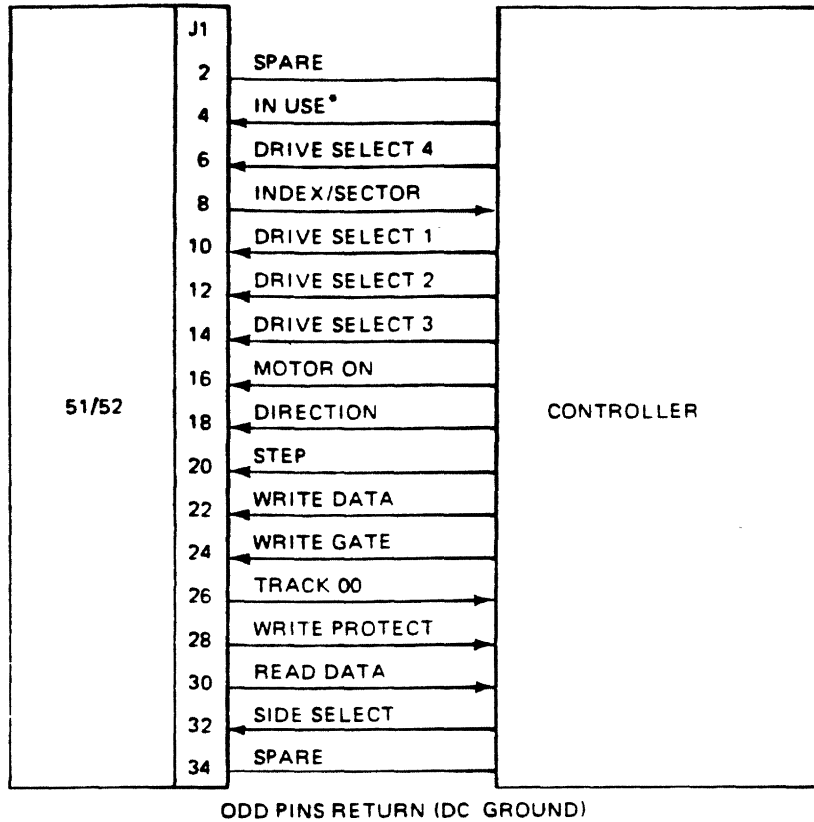 J1
2 SPARE
4 IN USE*
6 DRIVE SELECT 4
8 INDEX/SECTOR
10 DRIVE SELECT 1
12 DRIVE SELECT 2
14 DRIVE SELECT 3
16 MOTOR ON
51/52
18 DIRECTION
CONTROLLER
20 STEP
22 WRITE DATA
24 WRITE GATE
26 TRACK 00
28 WRITE PROTECT
30 READ DATA
32 SIDE SELECT
34 SPARE
ODD PINS RETURN (DC GROUND)